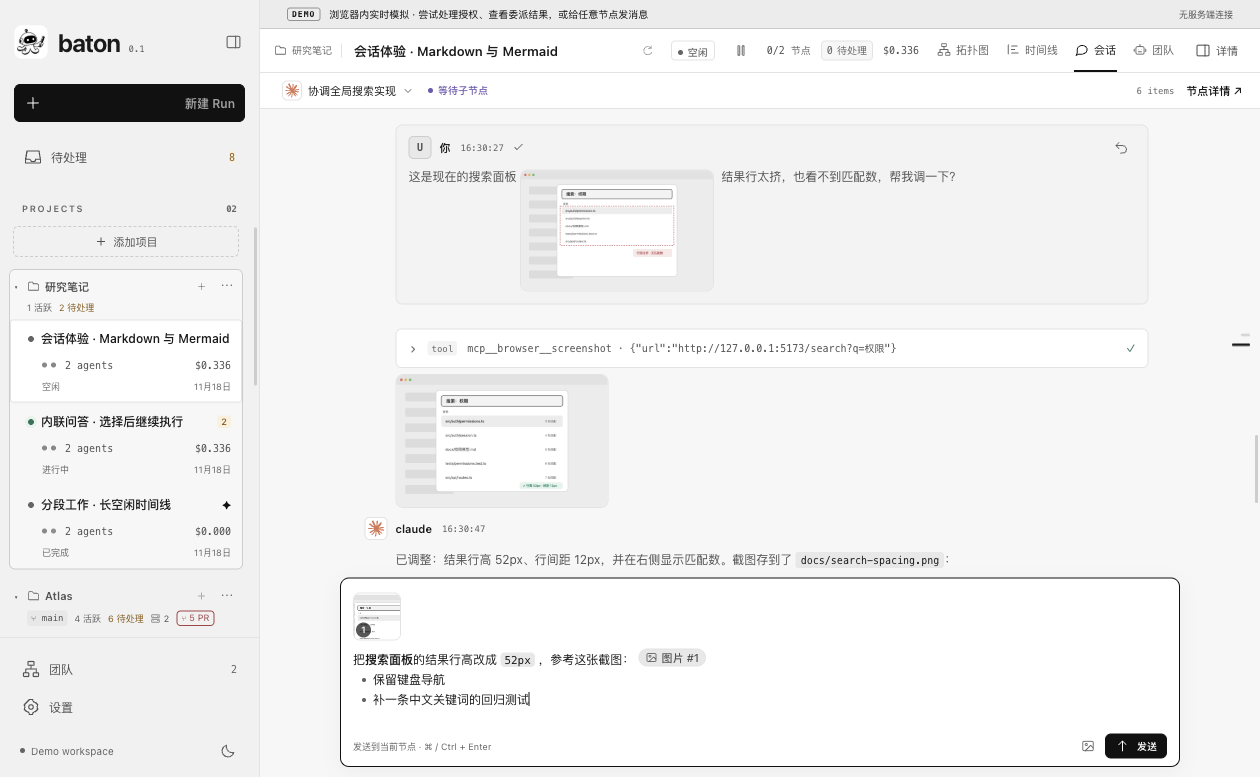 DEMO 浏览器内实时模拟 · 尝试处理授权、查看委派结果，或给任意节点发消息 无服务端连接
baton 0.1
新建 Run
待处理 8
PROJECTS 02
添加项目
研究笔记
1 活跃 2 待处理
会话体验 · Markdown 与 Mermaid
2 agents $0.336
空闲 11月18日
内联问答 · 选择后继续执行 2
2 agents $0.336
进行中 11月18日
分段工作 · 长空闲时间线
2 agents $0.000
已完成 11月18日
Atlas
main 4 活跃 6 待处理 2 5 PR
团队 2
设置
Demo workspace
研究笔记 会话体验 · Markdown 与 Mermaid 空闲 0/2 节点 0 待处理 $0.336 拓扑图 时间线 会话 团队 详情
协调全局搜索实现 等待子节点 6 items 节点详情
U 你 16:30:27
这是现在的搜索面板 结果行太挤，也看不到匹配数，帮我调一下？
搜索：权限
tool mcp__browser__screenshot · {"url":"http://127.0.0.1:5173/search?q=权限"}
搜索：权限
claude 16:30:47
已调整：结果行高 52px、行间距 12px，并在右侧显示匹配数。截图存到了 docs/search-spacing.png：
1
把搜索面板的结果行高改成 52px ，参考这张截图： 图片 #1
保留键盘导航
补一条中文关键词的回归测试
发送到当前节点 · ⌘ / Ctrl + Enter 发送